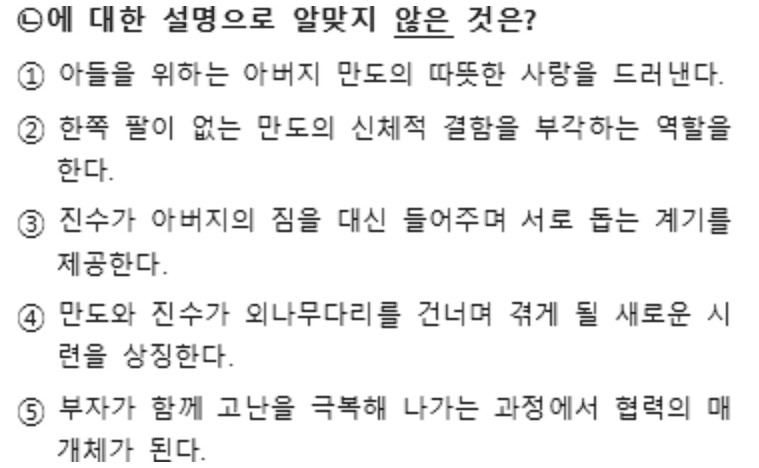 ㉡에 대한 설명으로 알맞지 않은 것은?
① 아들을 위하는 아버지 만도의 따뜻한 사랑을 드러낸다.
② 한쪽 팔이 없는 만도의 신체적 결함을 부각하는 역할을
한다.
③ 진수가 아버지의 짐을 대신 들어주며 서로 돕는 계기를
제공한다.
④ 만도와 진수가 외나무다리를 건너며 겪게 될 새로운 시
련을 상징한다.
⑤ 부자가 함께 고난을 극복해 나가는 과정에서 협력의 매
개체가 된다.